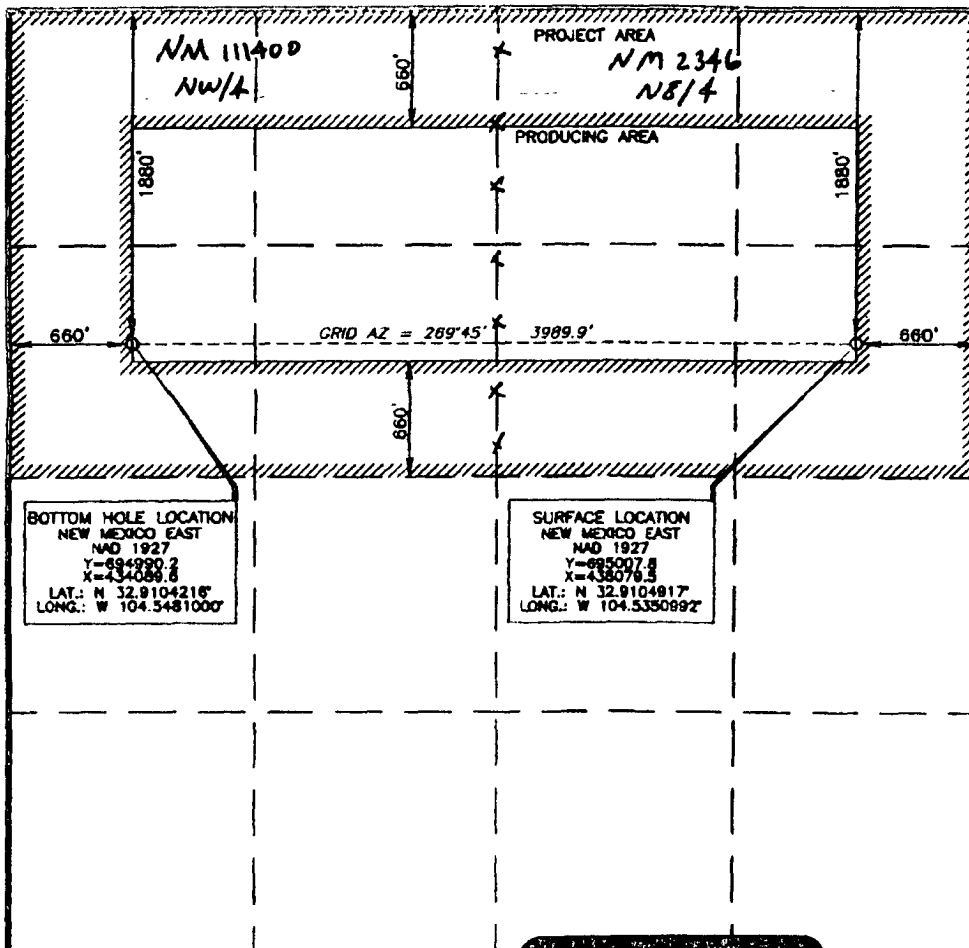 NM 111400
NW/4
PROJECT AREA
NM 2346
NE/4
660'
PRODUCING AREA
1880'
1880'
660'
GRID AZ = 269°45'
3989.9'
660'
660'
BOTTOM HOLE LOCATION
NEW MEXICO EAST
NAD 1927
Y=694990.2
X=434089.6
LAT.: N 32.9104216°
LONG.: W 104.5481000°
SURFACE LOCATION
NEW MEXICO EAST
NAD 1927
Y=695007.8
X=438079.5
LAT.: N 32.9104917°
LONG.: W 104.5350992°